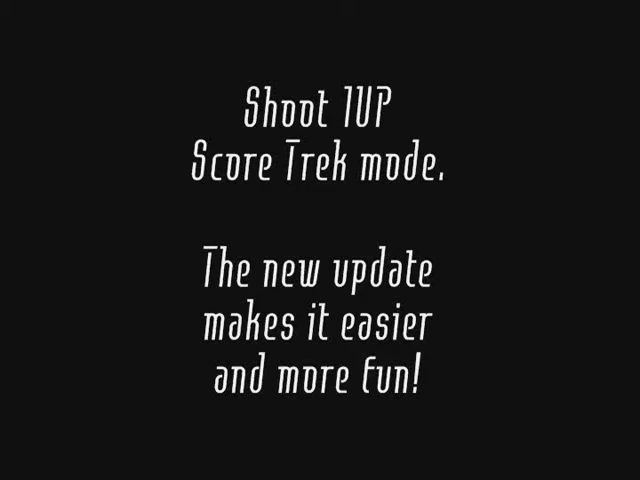 Shoot 1UP
Score Trek mode.
The new update
makes it easier
and more fun!